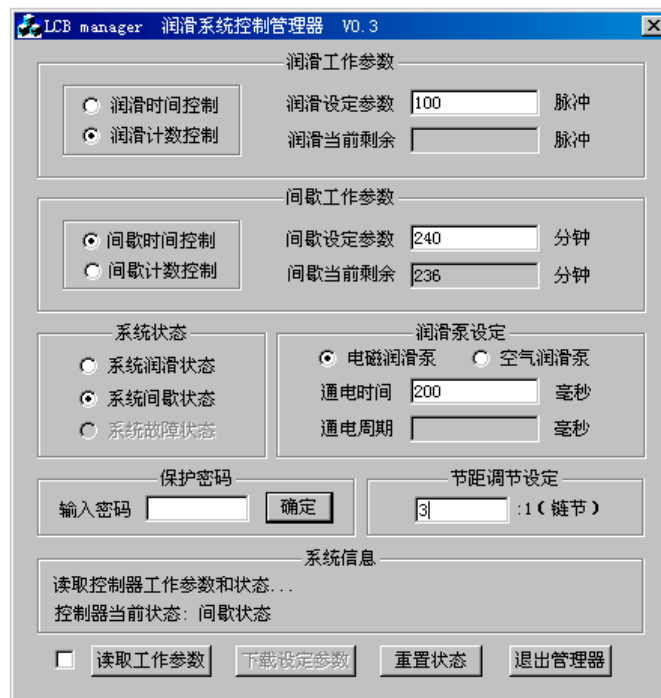 LCB manager 润滑系统控制管理器 V0.3
润滑工作参数
润滑时间控制
润滑计数控制
润滑设定参数 100 脉冲
润滑当前剩余 脉冲
间歇工作参数
间歇时间控制
间歇计数控制
间歇设定参数 240 分钟
间歇当前剩余 236 分钟
系统状态
系统润滑状态
系统间歇状态
系统故障状态
润滑泵设定
电磁润滑泵 空气润滑泵
通电时间 200 毫秒
通电周期 毫秒
保护密码
输入密码 确定
节距调节设定
3 :1(链节)
系统信息
读取控制器工作参数和状态...
控制器当前状态: 间歇状态
读取工作参数 下载设定参数 重置状态 退出管理器